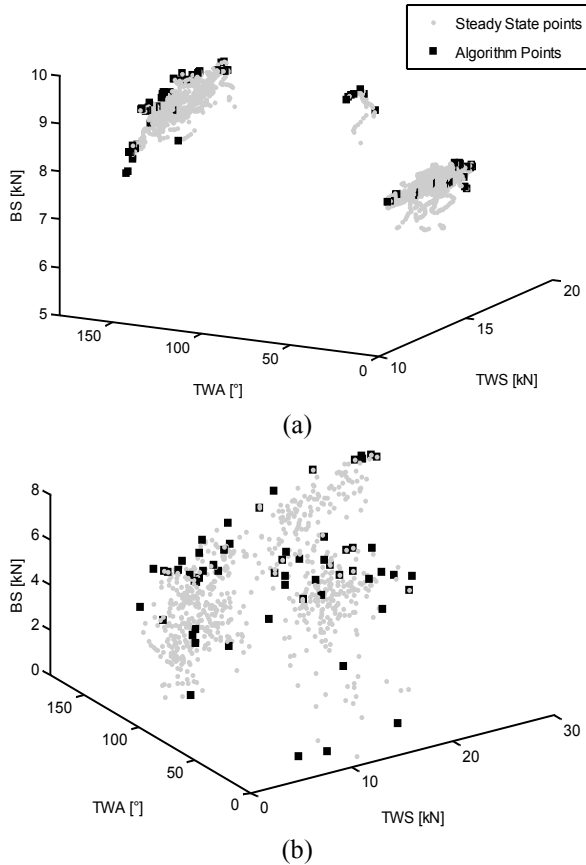 Steady State points
Algorithm Points
10
9
8
7
6
5
BS [kN]
150
100
50
0
TWA [°]
10
15
20
TWS [kN]
(a)
8
6
4
2
0
BS [kN]
150
100
50
0
TWA [°]
0
10
20
30
TWS [kN]
(b)